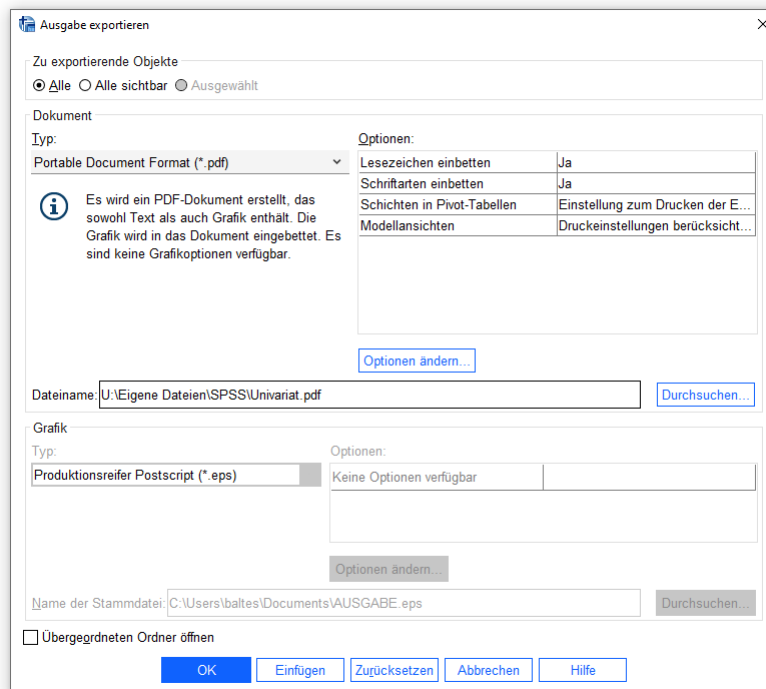 Ausgabe exportieren
Zu exportierende Objekte
Alle Alle sichtbar Ausgewählt
Dokument
Typ:
Portable Document Format (*.pdf)
Es wird ein PDF-Dokument erstellt, das
sowohl Text als auch Grafik enthält. Die
Grafik wird in das Dokument eingebettet. Es
sind keine Grafikoptionen verfügbar.
Optionen:
Lesezeichen einbetten Ja
Schriftarten einbetten Ja
Schichten in Pivot-Tabellen Einstellung zum Drucken der E...
Modellansichten Druckeinstellungen berücksicht...
Optionen ändern...
Dateiname: U:\Eigene Dateien\SPSS\Univariat.pdf Durchsuchen...
Grafik
Typ:
Produktionsreifer Postscript (*.eps)
Optionen:
Keine Optionen verfügbar
Optionen ändern...
Name der Stammdatei: C:\Users\baltes\Documents\AUSGABE.eps Durchsuchen...
Übergeordneten Ordner öffnen
OK Einfügen Zurücksetzen Abbrechen Hilfe